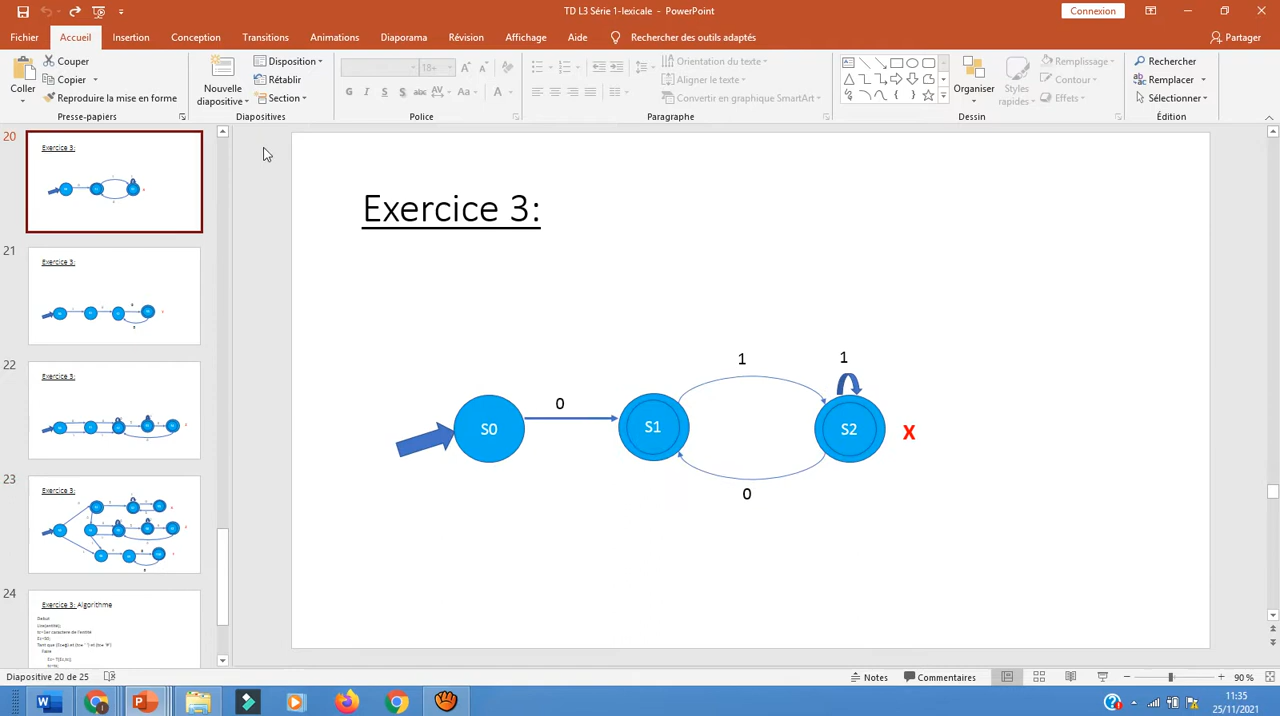 TD L3 Série 1-lexicale - PowerPoint
Connexion
Fichier Accueil Insertion Conception Transitions Animations Diaporama Révision Affichage Aide Rechercher des outils adaptés Partager
Coller
Couper
Copier
Reproduire la mise en forme
Presse-papiers
Nouvelle diapositive
Disposition
Rétablir
Section
Diapositives
18+
A A
G I S S abc AV Aa A
Police
Orientation du texte
Aligner le texte
Convertir en graphique SmartArt
Paragraphe
Organiser
Styles rapides
Remplissage
Contour
Effets
Dessin
Rechercher
Remplacer
Sélectionner
Édition
20
Exercice 3:
21
Exercice 3:
22
Exercice 3:
23
Exercice 3:
24
Exercice 3: Algorithme
Début
Exercice 3:
1 1
0
S0 S1 S2 X
0
Diapositive 20 de 25
Notes Commentaires 90 %
11:35
25/11/2021